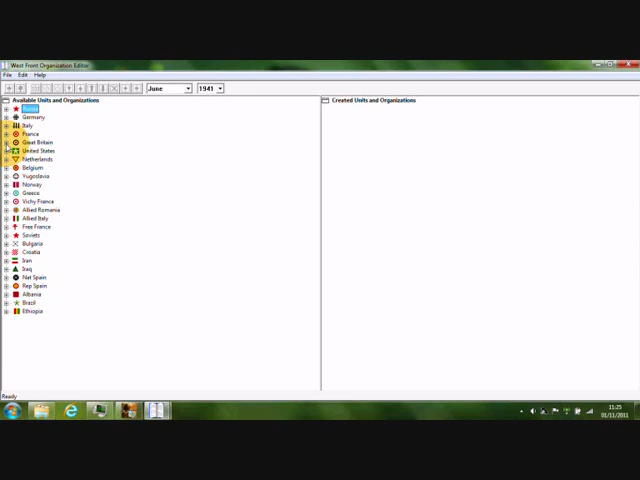 West Front Organization Editor
File Edit Help
June 1941
Available Units and Organizations
Created Units and Organizations
Germany
Italy
France
Great Britain
United States
Netherlands
Belgium
Yugoslavia
Norway
Greece
Vichy France
Allied Romania
Allied Italy
Free France
Soviets
Bulgaria
Croatia
Iran
Iraq
Nat Spain
Rep Spain
Albania
Brazil
Ethiopia
Ready
11:25
01/11/2011